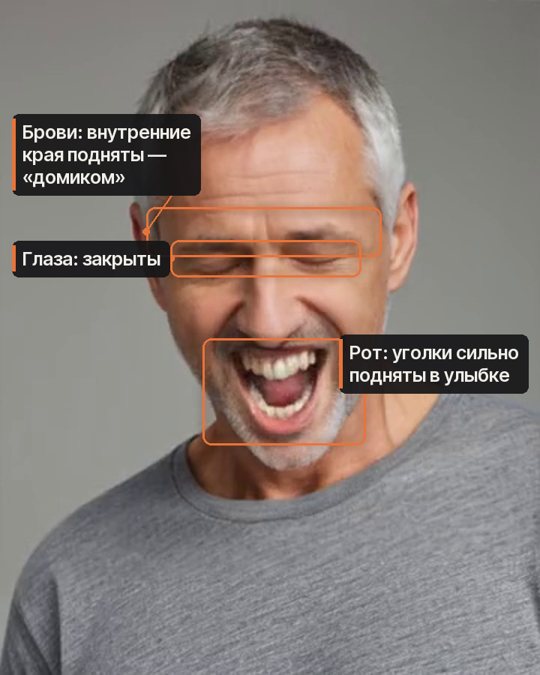 Брови: внутренние
края подняты —
«домиком»
Глаза: закрыты
Рот: уголки сильно
подняты в улыбке